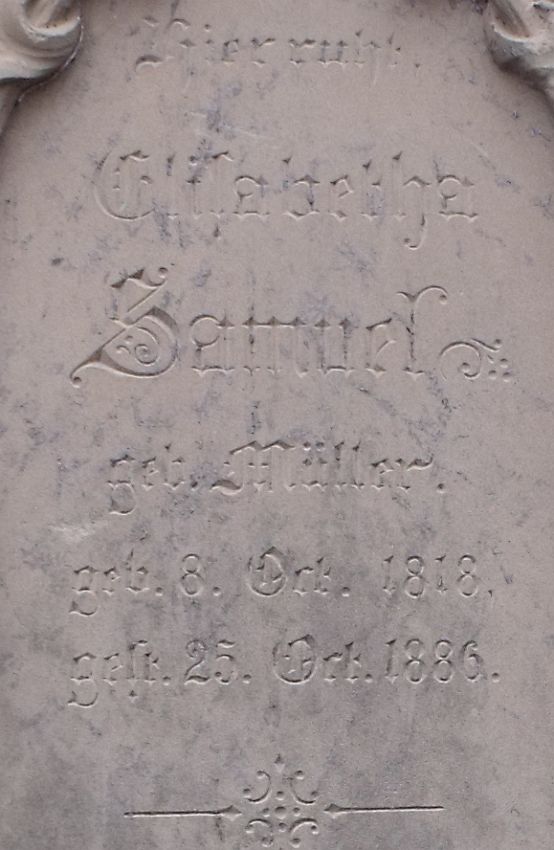 Hier ruht.
Elisabetha
Samuel
geb. Müller.
geb. 8. Oct. 1818,
gest. 25. Oct. 1886.